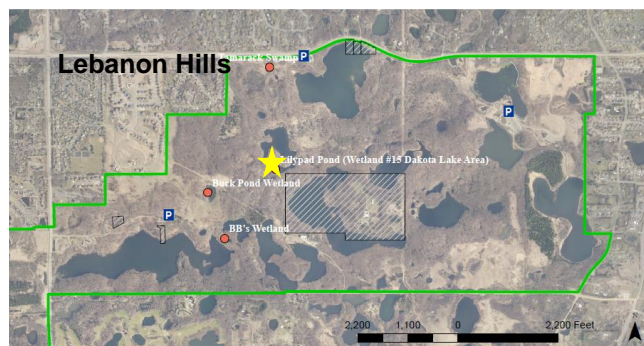 Lebanon Hills
Tamarack Swamp
P
P
Lilypad Pond (Wetland #15 Dakota Lake Area)
Buck Pond Wetland
P
BB's Wetland
N
2,200 1,100 0 2,200 Feet